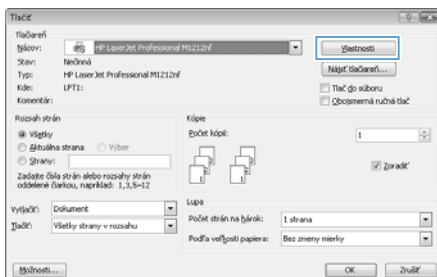 Tlačiť
Tlačiareň
Názov: HP LaserJet Professional M1212nf
Vlastnosti
Stav: Nečinná
Nájsť tlačiareň...
Typ: HP LaserJet Professional M1212nf
Kde: LPT1:
Tlač do súboru
Komentár:
Obojsmerná ručná tlač
Rozsah strán
Všetky
Aktuálna strana
Výber
Strany:
Zadajte čísla strán alebo rozsahy strán
oddelené čiarkou, napríklad: 1,3,5–12
Kópie
Počet kópií: 1
Zoradiť
Vytlačiť: Dokument
Tlačiť: Všetky strany v rozsahu
Lupa
Počet strán na hárok: 1 strana
Podľa veľkosti papiera: Bez zmeny mierky
Možnosti...
OK
Zrušiť